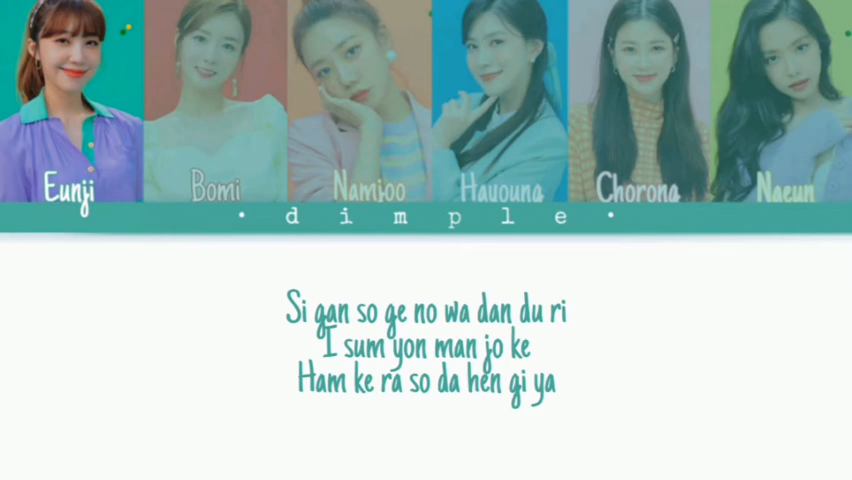 Eunji Bomi Namjoo Hayoung Chorong Naeun
• dimple •
Si gan so ge no wa dan du ri
I sum yon man jo ke
Ham ke ra so da hen gi ya